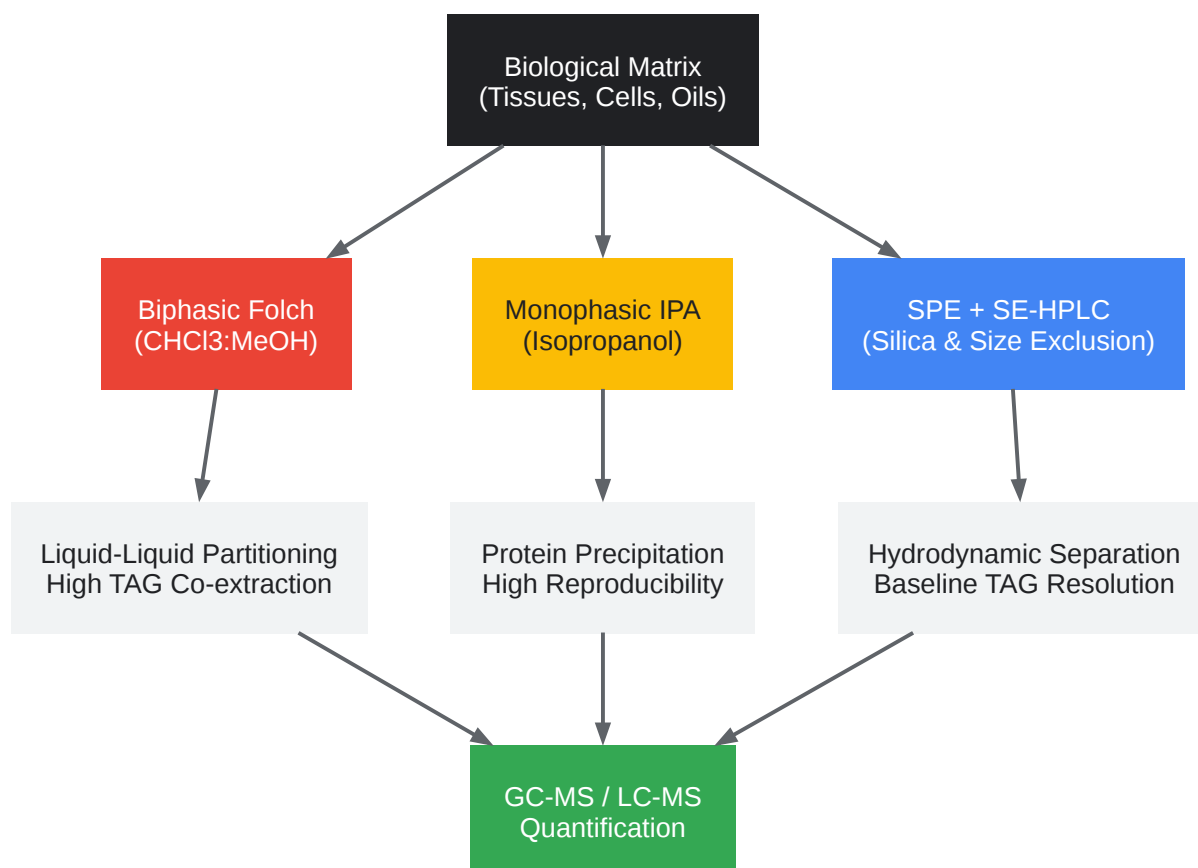 Biological Matrix
(Tissues, Cells, Oils)
Biphasic Folch
(CHCl3:MeOH)
Monophasic IPA
(Isopropanol)
SPE + SE-HPLC
(Silica & Size Exclusion)
Liquid-Liquid Partitioning
High TAG Co-extraction
Protein Precipitation
High Reproducibility
Hydrodynamic Separation
Baseline TAG Resolution
GC-MS / LC-MS
Quantification